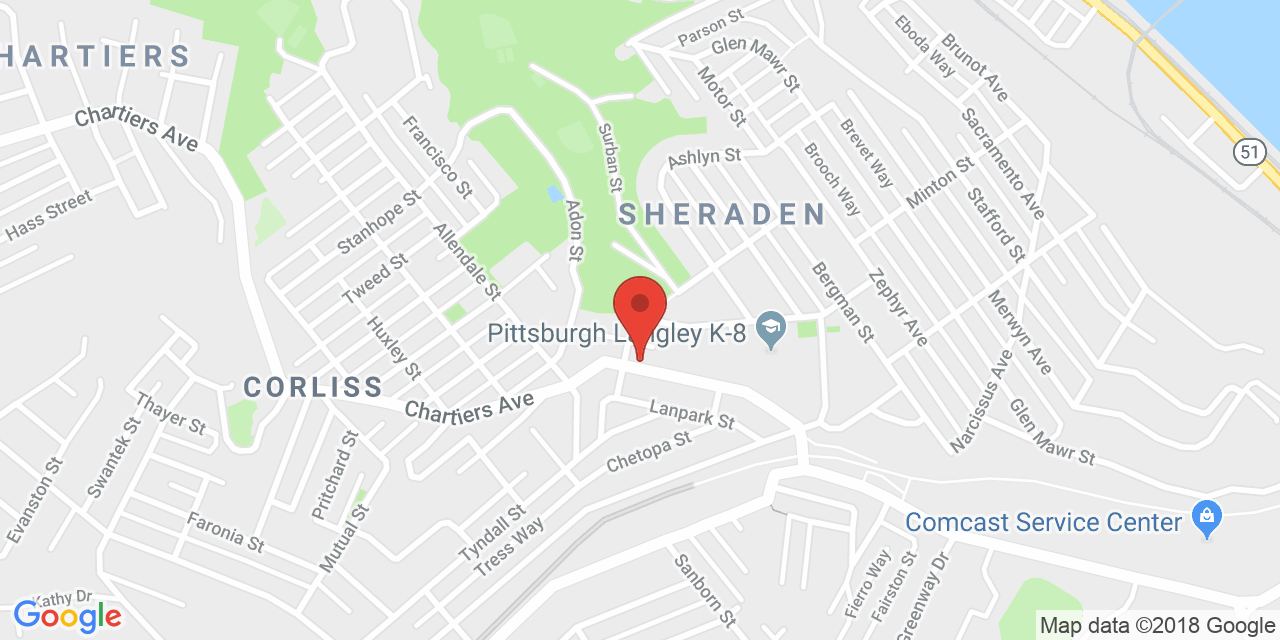 Parson St
Eboda Way
Brunot Ave
HARTIERS
Glen Mawr St
Motor St
Chartiers Ave
Francisco St
Surban St
Ashlyn St
Brevet Way
Brooch Way
Sacramento Ave
51
Minton St
Hass Street
Stanhope St
Adon St
SHERADEN
Stafford St
Allendale St
Tweed St
Bergman St
Zephyr Ave
Merwyn Ave
Huxley St
Pittsburgh Langley K-8
CORLISS
Chartiers Ave
Lanpark St
Narcissus Ave
Thayer St
Glen Mawr St
Swantek St
Pritchard St
Chetopa St
Evanston St
Mutual St
Faronia St
Tyndall St
Tress Way
Comcast Service Center
Sanborn St
Fierro Way
Fairston St
Greenway Dr
Kathy Dr
Google
Map data ©2018 Google